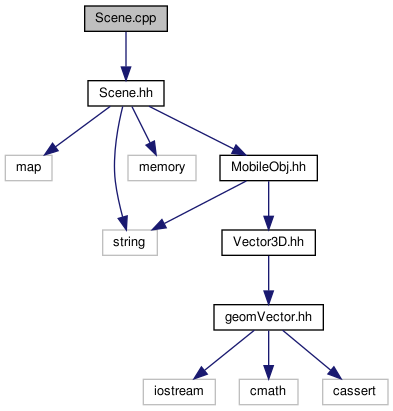 Scene.cpp
Scene.hh
map
memory
MobileObj.hh
string
Vector3D.hh
geomVector.hh
iostream
cmath
cassert